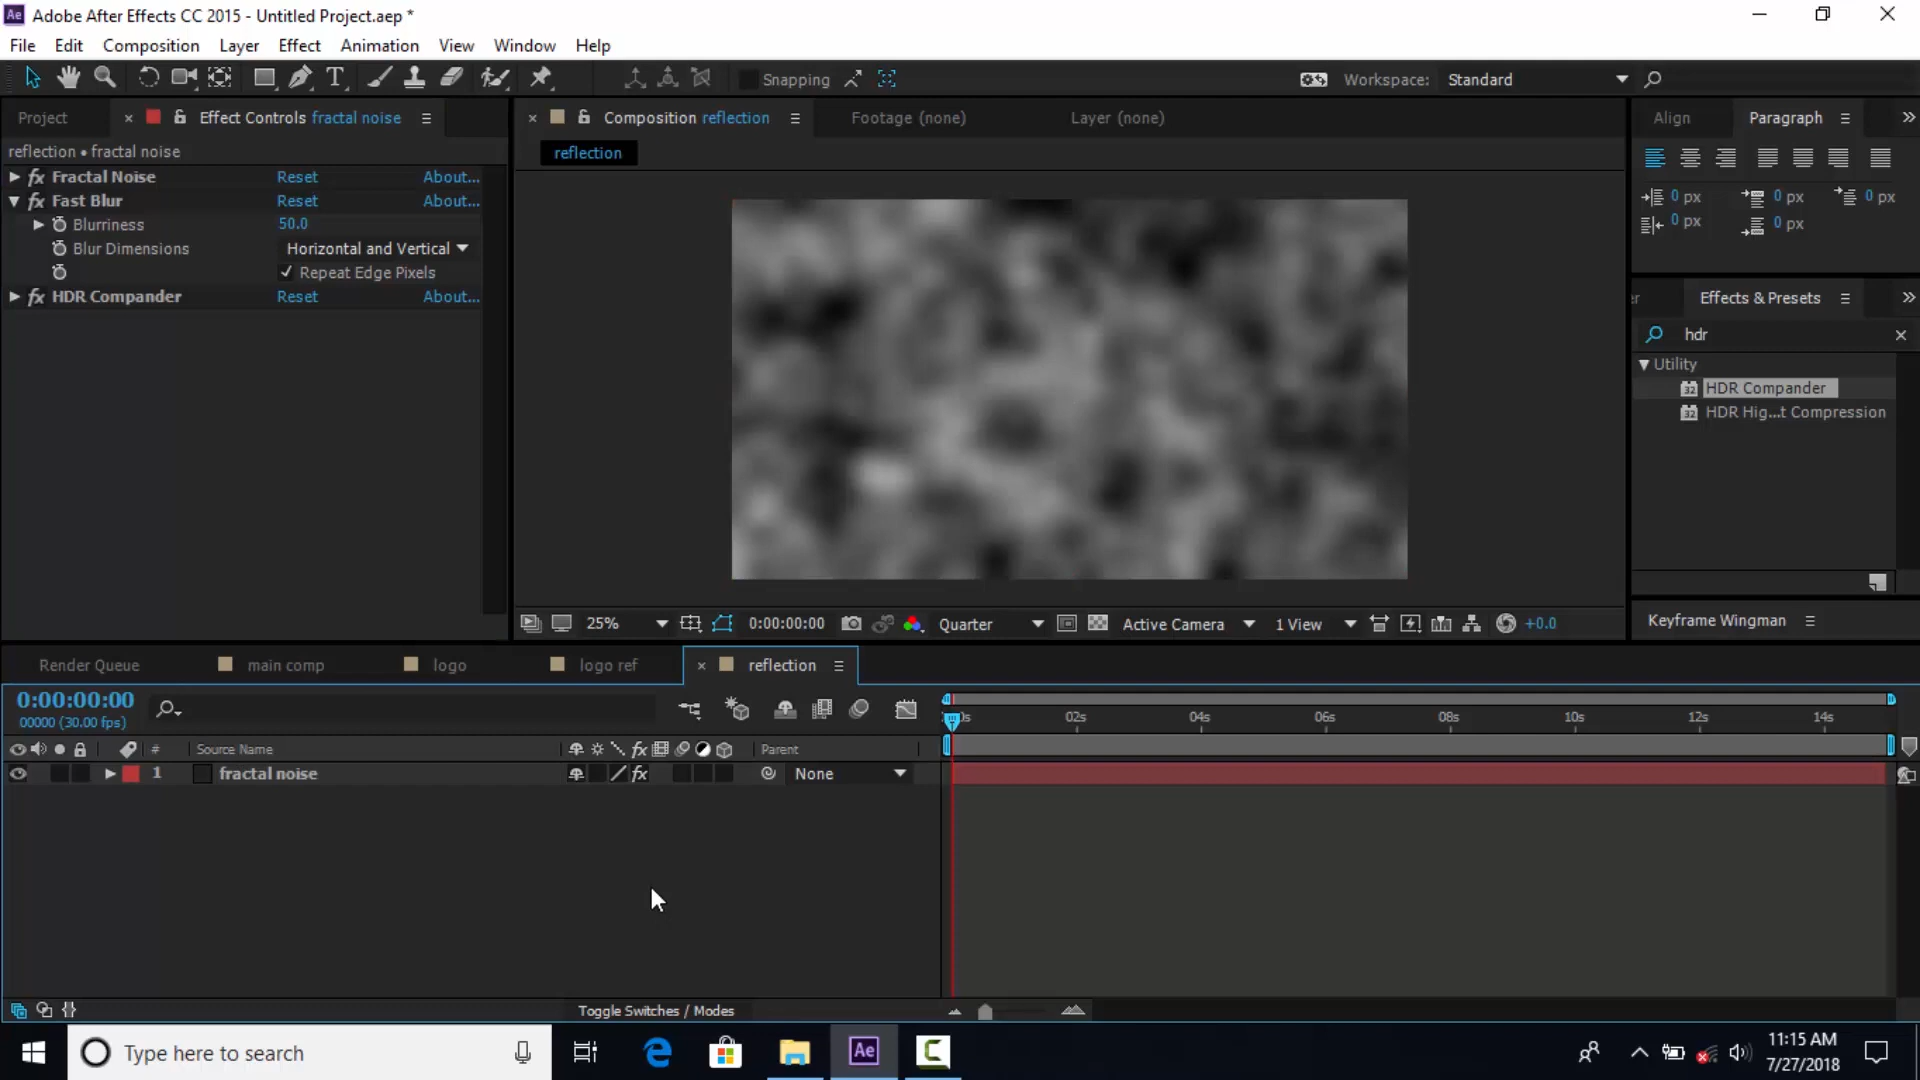 Adobe After Effects CC 2015 - Untitled Project.aep *
File Edit Composition Layer Effect Animation View Window Help
Snapping
Workspace: Standard
Project
Effect Controls fractal noise
Composition reflection
Footage (none)
Layer (none)
Align
Paragraph
reflection • fractal noise
reflection
Fractal Noise Reset About...
Fast Blur Reset About...
Blurriness 50.0
Blur Dimensions Horizontal and Vertical
Repeat Edge Pixels
HDR Compander Reset About...
0 px 0 px 0 px
0 px 0 px
Effects & Presets
hdr
Utility
HDR Compander
HDR Hig...t Compression
Keyframe Wingman
25% 0:00:00:00 Quarter Active Camera 1 View +0.0
Render Queue main comp logo logo ref reflection
0:00:00:00
00000 (30.00 fps)
02s 04s 06s 08s 10s 12s 14s
# Source Name fx Parent
1 fractal noise fx None
Toggle Switches / Modes
Type here to search
Ae
11:15 AM
7/27/2018